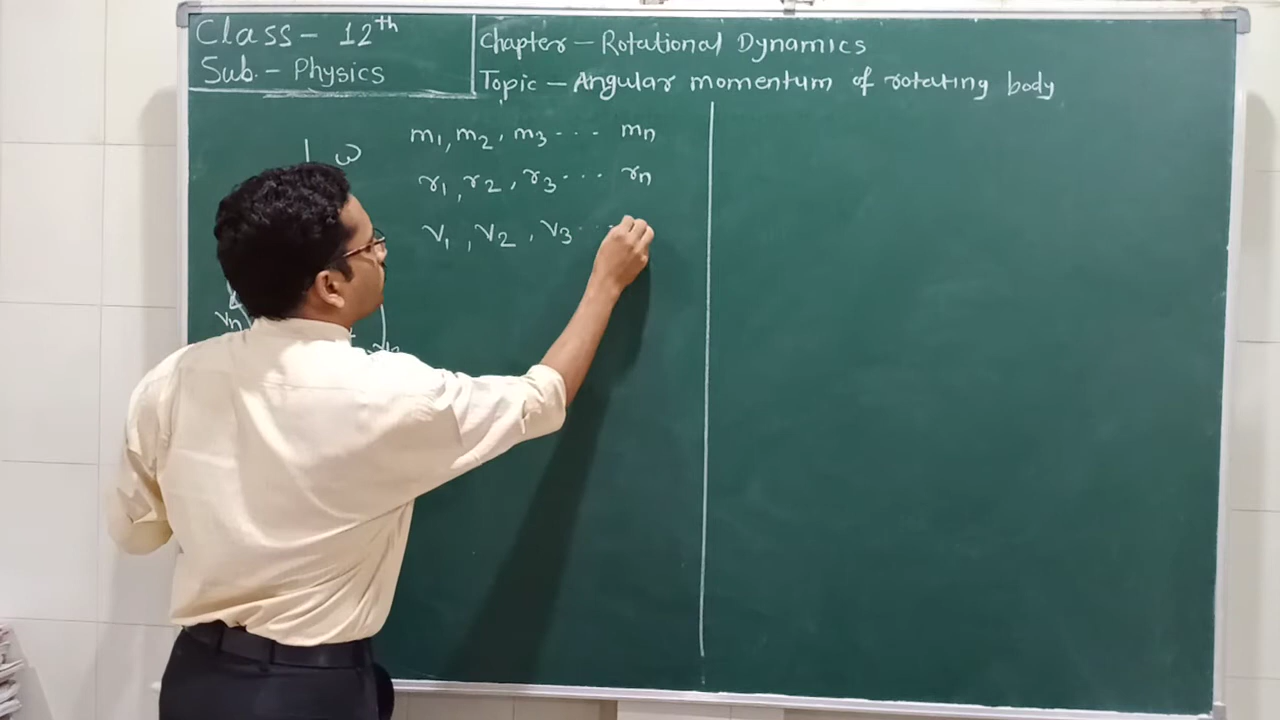 Class - 12th
Sub. - Physics
Chapter - Rotational Dynamics
Topic - Angular momentum of rotating body
ω
m1, m2, m3 ... mn
r1, r2, r3 ... rn
v1, v2, v3 ...
vn